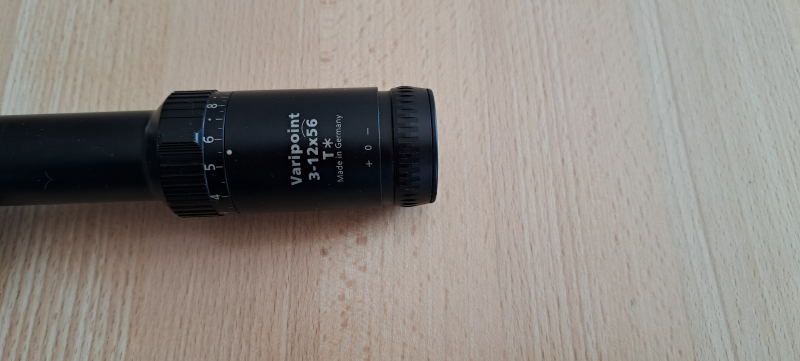 Varipoint
3-12x56
T*
Made in Germany
+ 0 -
8
6
5
4